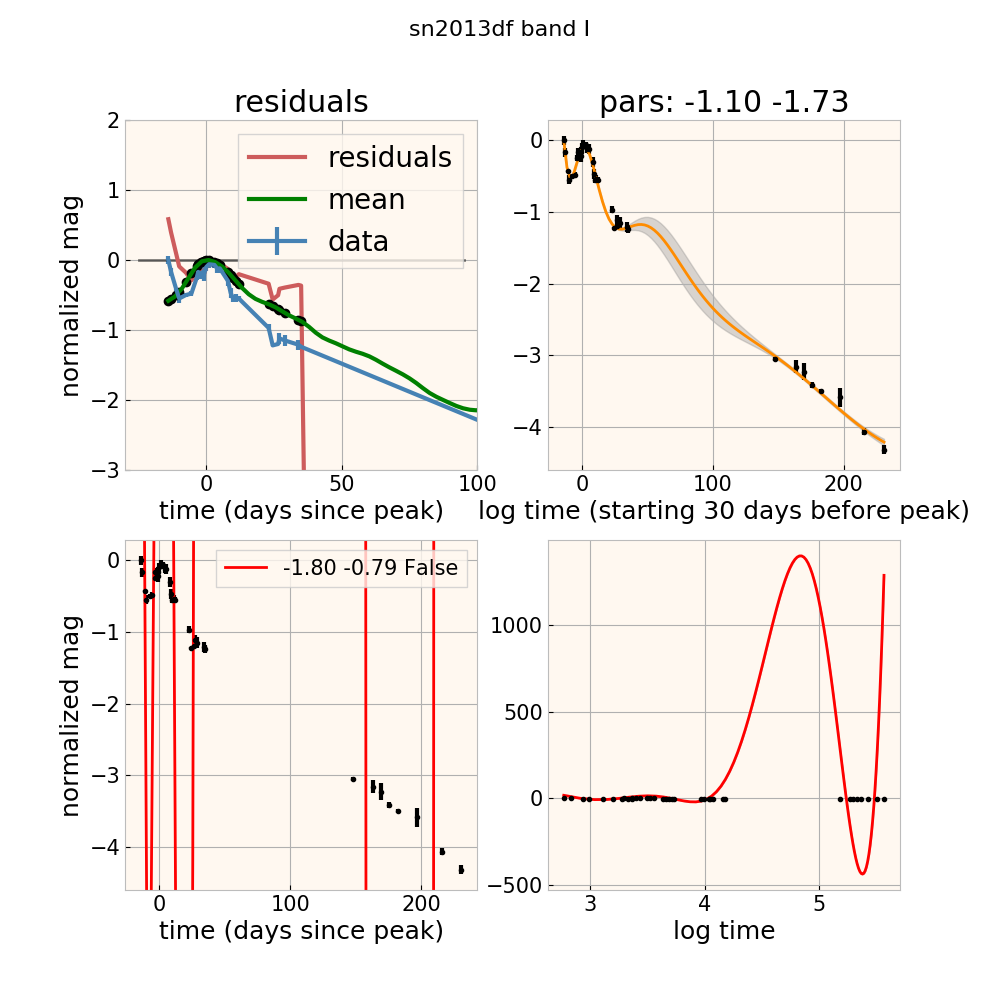 sn2013df band I
residuals
pars: -1.10 -1.73
normalized mag
2
1
0
−1
−2
−3
residuals
mean
data
0
50
100
time (days since peak)
0
−1
−2
−3
−4
0
100
200
log time (starting 30 days before peak)
normalized mag
0
−1
−2
−3
−4
-1.80 -0.79 False
0
100
200
time (days since peak)
1000
500
0
−500
3
4
5
log time